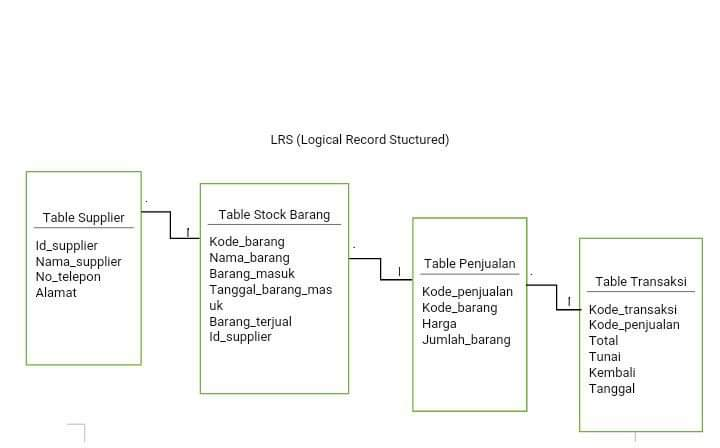 LRS (Logical Record Stuctured)
Table Supplier
Id_supplier
Nama_supplier
No_telepon
Alamat
Table Stock Barang
Kode_barang
Nama_barang
Barang_masuk
Tanggal_barang_mas
uk
Barang_terjual
Id_supplier
Table Penjualan
Kode_penjualan
Kode_barang
Harga
Jumlah_barang
Table Transaksi
Kode_transaksi
Kode_penjualan
Total
Tunai
Kembali
Tanggal